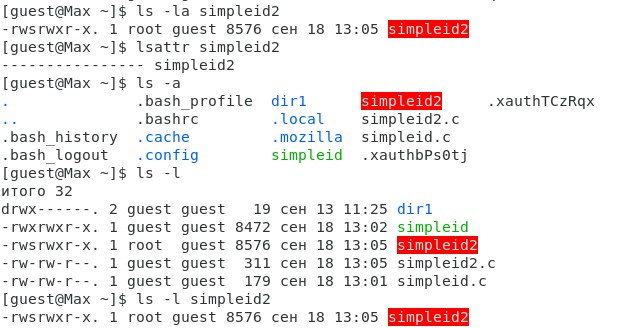 [guest@Max ~]$ ls -la simpleid2
-rwsrwxr-x. 1 root guest 8576 сен 18 13:05 simpleid2
[guest@Max ~]$ lsattr simpleid2
---------------- simpleid2
[guest@Max ~]$ ls -a
. .bash_profile dir1 simpleid2 .xauthTCzRqx
.. .bashrc .local simpleid2.c
.bash_history .cache .mozilla simpleid.c
.bash_logout .config simpleid .xauthbPs0tj
[guest@Max ~]$ ls -l
итого 32
drwx------. 2 guest guest 19 сен 13 11:25 dir1
-rwxrwxr-x. 1 guest guest 8472 сен 18 13:02 simpleid
-rwsrwxr-x. 1 root guest 8576 сен 18 13:05 simpleid2
-rw-rw-r--. 1 guest guest 311 сен 18 13:05 simpleid2.c
-rw-rw-r--. 1 guest guest 179 сен 18 13:01 simpleid.c
[guest@Max ~]$ ls -l simpleid2
-rwsrwxr-x. 1 root guest 8576 сен 18 13:05 simpleid2